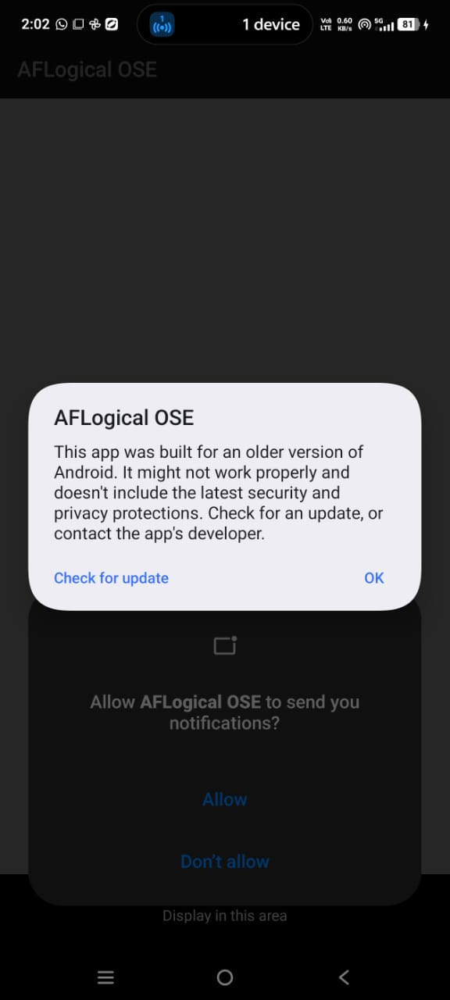 2:02
1
1 device
Vo)
LTE
0.60
KB/s
5G
81
AFLogical OSE
AFLogical OSE
This app was built for an older version of
Android. It might not work properly and
doesn't include the latest security and
privacy protections. Check for an update, or
contact the app's developer.
Check for update
OK
Allow AFLogical OSE to send you
notifications?
Allow
Don't allow
Display in this area